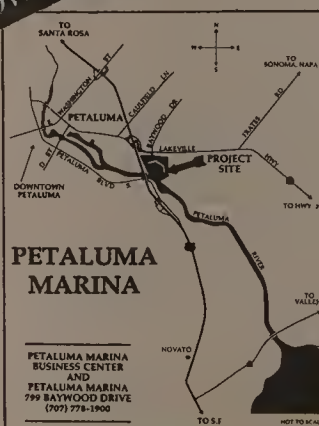 TO
SANTA ROSA
N
W
E
S
TO
SONOMA, NAPA
WASHINGTON ST
CAULFIELD LN
BAYWOOD DR
FRATES RD
PETALUMA
LAKEVILLE
HWY
PROJECT
SITE
D ST
PETALUMA
BLVD
DOWNTOWN
PETALUMA
TO HWY
PETALUMA
RIVER
PETALUMA
MARINA
TO
VALLEJO
PETALUMA MARINA
BUSINESS CENTER
AND
PETALUMA MARINA
799 BAYWOOD DRIVE
(707) 778-1900
NOVATO
TO S.F.
NOT TO SCALE